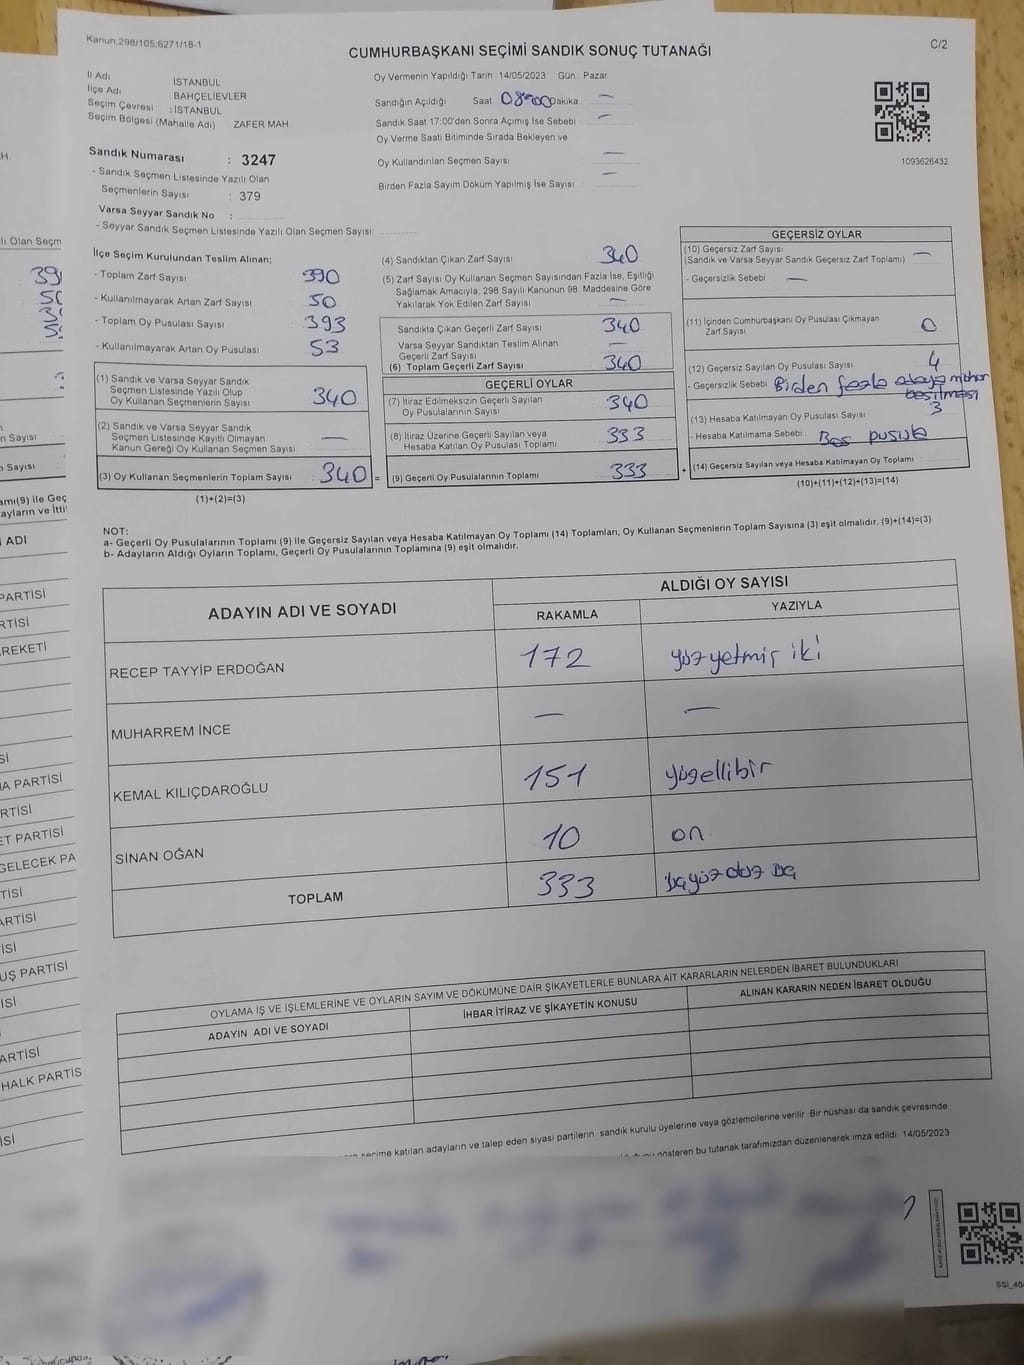 Kanun:298/105,6271/18-1
C/2
CUMHURBAŞKANI SEÇİMİ SANDIK SONUÇ TUTANAĞI
İl Adı İSTANBUL
İlçe Adı BAHÇELİEVLER
Seçim Çevresi : İSTANBUL
Seçim Bölgesi (Mahalle Adı) : ZAFER MAH.
Sandık Numarası : 3247
- Sandık Seçmen Listesinde Yazılı Olan
Seçmenlerin Sayısı : 379
Varsa Seyyar Sandık No :
- Seyyar Sandık Seçmen Listesinde Yazılı Olan Seçmen Sayısı:
Oy Vermenin Yapıldığı Tarih : 14/05/2023 Gün : Pazar
Sandığın Açıldığı Saat 08:00 Dakika —
Sandık Saat 17:00'den Sonra Açımış İse Sebebi —
Oy Verme Saati Bitiminde Sırada Bekleyen ve
Oy Kullandırılan Seçmen Sayısı —
Birden Fazla Sayım Döküm Yapılmış İse Sayısı : —
1093626432
İlçe Seçim Kurulundan Teslim Alınan;
- Toplam Zarf Sayısı 390
- Kullanılmayarak Artan Zarf Sayısı 50
- Toplam Oy Pusulası Sayısı 393
- Kullanılmayarak Artan Oy Pusulası 53
(1) Sandık ve Varsa Seyyar Sandık
Seçmen Listesinde Yazılı Olup
Oy Kullanan Seçmenlerin Sayısı 340
(2) Sandık ve Varsa Seyyar Sandık
Seçmen Listesinde Kayıtlı Olmayan
Kanun Gereği Oy Kullanan Seçmen Sayısı —
(3) Oy Kullanan Seçmenlerin Toplam Sayısı 340 =
(1)+(2)=(3)
(4) Sandıktan Çıkan Zarf Sayısı 340
(5) Zarf Sayısı Oy Kullanan Seçmen Sayısından Fazla İse, Eşitliği
Sağlamak Amacıyla, 298 Sayılı Kanunun 98. Maddesine Göre
Yakılarak Yok Edilen Zarf Sayısı —
Sandıkta Çıkan Geçerli Zarf Sayısı 340
Varsa Seyyar Sandıktan Teslim Alınan
Geçerli Zarf Sayısı —
(6) Toplam Geçerli Zarf Sayısı 340
GEÇERLİ OYLAR
(7) İtiraz Edilmeksizin Geçerli Sayılan
Oy Pusulalarının Sayısı 340
(8) İtiraz Üzerine Geçerli Sayılan veya
Hesaba Katılan Oy Pusulası Toplamı 333
(9) Geçerli Oy Pusulalarının Toplamı 333
GEÇERSİZ OYLAR
(10) Geçersiz Zarf Sayısı
(Sandık ve Varsa Seyyar Sandık Geçersiz Zarf Toplamı) —
- Geçersizlik Sebebi —
(11) İçinden Cumhurbaşkanı Oy Pusulası Çıkmayan
Zarf Sayısı 0
(12) Geçersiz Sayılan Oy Pusulası Sayısı 4
- Geçersizlik Sebebi Birden fazla adaya mühür
basılması
(13) Hesaba Katılmayan Oy Pusulası Sayısı 3
- Hesaba Katılmama Sebebi Boş pusula
(14) Geçersiz Sayılan veya Hesaba Katılmayan Oy Toplamı
(10)+(11)+(12)+(13)=(14)
NOT:
a- Geçerli Oy Pusulalarının Toplamı (9) ile Geçersiz Sayılan veya Hesaba Katılmayan Oy Toplamı (14) Toplamları, Oy Kullanan Seçmenlerin Toplam Sayısına (3) eşit olmalıdır. (9)+(14)=(3)
b- Adayların Aldığı Oyların Toplamı, Geçerli Oy Pusulalarının Toplamına (9) eşit olmalıdır.
ADAYIN ADI VE SOYADI
ALDIĞI OY SAYISI
RAKAMLA YAZIYLA
RECEP TAYYİP ERDOĞAN 172 yüzyetmiş iki
MUHARREM İNCE — —
KEMAL KILIÇDAROĞLU 151 yüzellibir
SİNAN OĞAN 10 on
TOPLAM 333 üçyüz otuz üç
OYLAMA İŞ VE İŞLEMLERİNE VE OYLARIN SAYIM VE DÖKÜMÜNE DAİR ŞİKAYETLERLE BUNLARA AİT KARARLARIN NELERDEN İBARET BULUNDUKLARI
ADAYIN ADI VE SOYADI İHBAR İTİRAZ VE ŞİKAYETİN KONUSU ALINAN KARARIN NEDEN İBARET OLDUĞU
seçime katılan adayların ve talep eden siyasi partilerin sandık kurulu üyelerine veya gözlemcilerine verilir. Bir nüshası da sandık çevresinde
gösteren bu tutanak tarafımızdan düzenlenerek imza edildi. 14/05/2023
lı Olan Seçm
n Sayısı
Sayısı
amı(9) ile Geç
ayların ve İtti
ADI
PARTİSİ
RTİSİ
REKETİ
Sİ
A PARTİSİ
RTİSİ
ET PARTİSİ
GELECEK PA
TİSİ
ARTİSİ
İSİ
UŞ PARTİSİ
İSİ
ARTİSİ
HALK PARTİS
İSİ